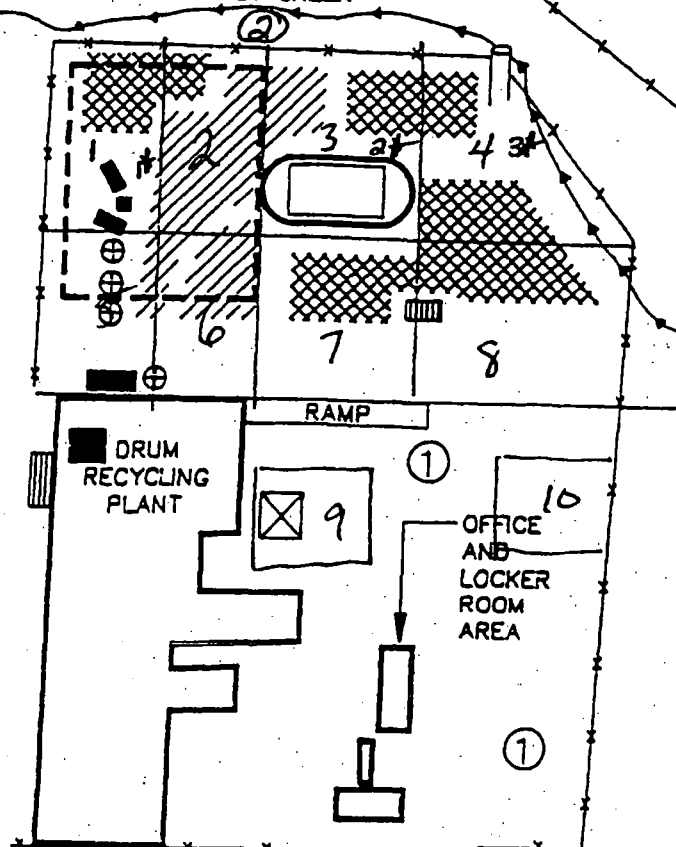 2
2 3 2* 4 3*
6 7 8
RAMP
1
DRUM
RECYCLING
PLANT
9
10
OFFICE
AND
LOCKER
ROOM
AREA
1